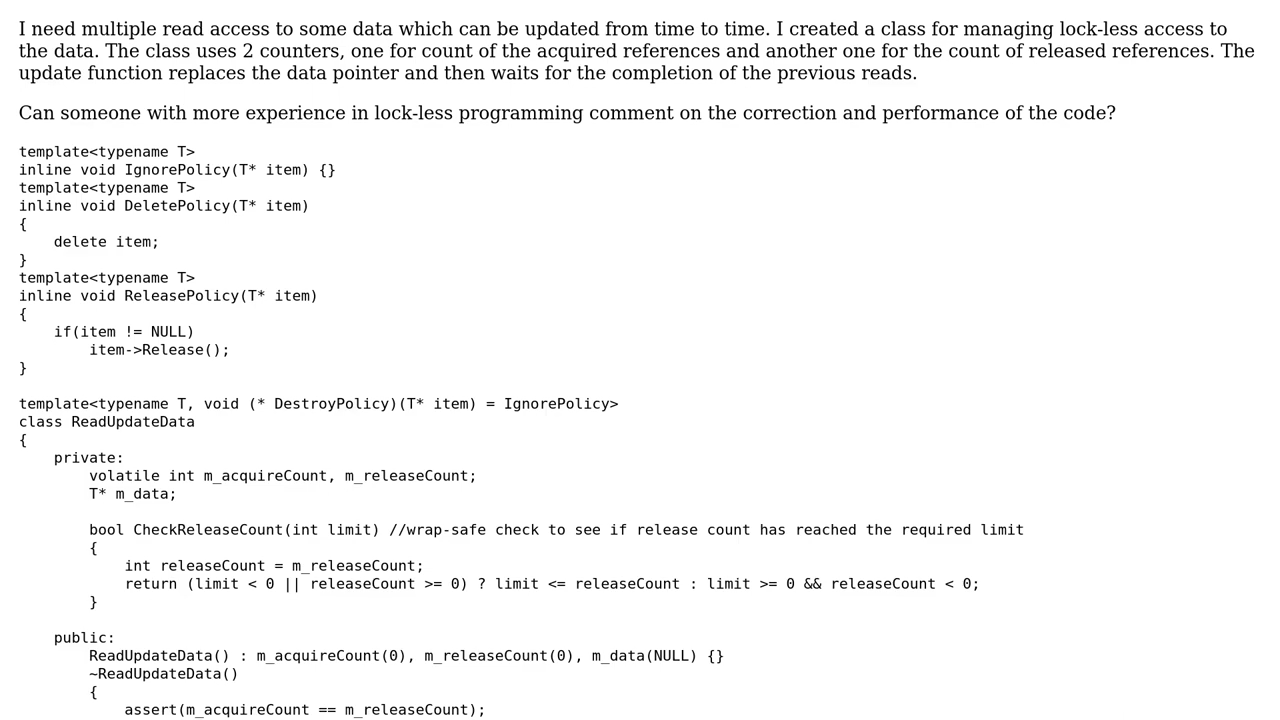 I need multiple read access to some data which can be updated from time to time. I created a class for managing lock-less access to
the data. The class uses 2 counters, one for count of the acquired references and another one for the count of released references. The
update function replaces the data pointer and then waits for the completion of the previous reads.
Can someone with more experience in lock-less programming comment on the correction and performance of the code?
template<typename T>
inline void IgnorePolicy(T* item) {}
template<typename T>
inline void DeletePolicy(T* item)
{
    delete item;
}
template<typename T>
inline void ReleasePolicy(T* item)
{
    if(item != NULL)
        item->Release();
}
template<typename T, void (* DestroyPolicy)(T* item) = IgnorePolicy>
class ReadUpdateData
{
    private:
        volatile int m_acquireCount, m_releaseCount;
        T* m_data;
        bool CheckReleaseCount(int limit) //wrap-safe check to see if release count has reached the required limit
        {
            int releaseCount = m_releaseCount;
            return (limit < 0 || releaseCount >= 0) ? limit <= releaseCount : limit >= 0 && releaseCount < 0;
        }
    public:
        ReadUpdateData() : m_acquireCount(0), m_releaseCount(0), m_data(NULL) {}
        ~ReadUpdateData()
        {
            assert(m_acquireCount == m_releaseCount);